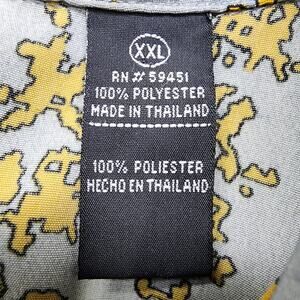 XXL
RN # 59451
100% POLYESTER
MADE IN THAILAND
100% POLIESTER
HECHO EN THAILAND